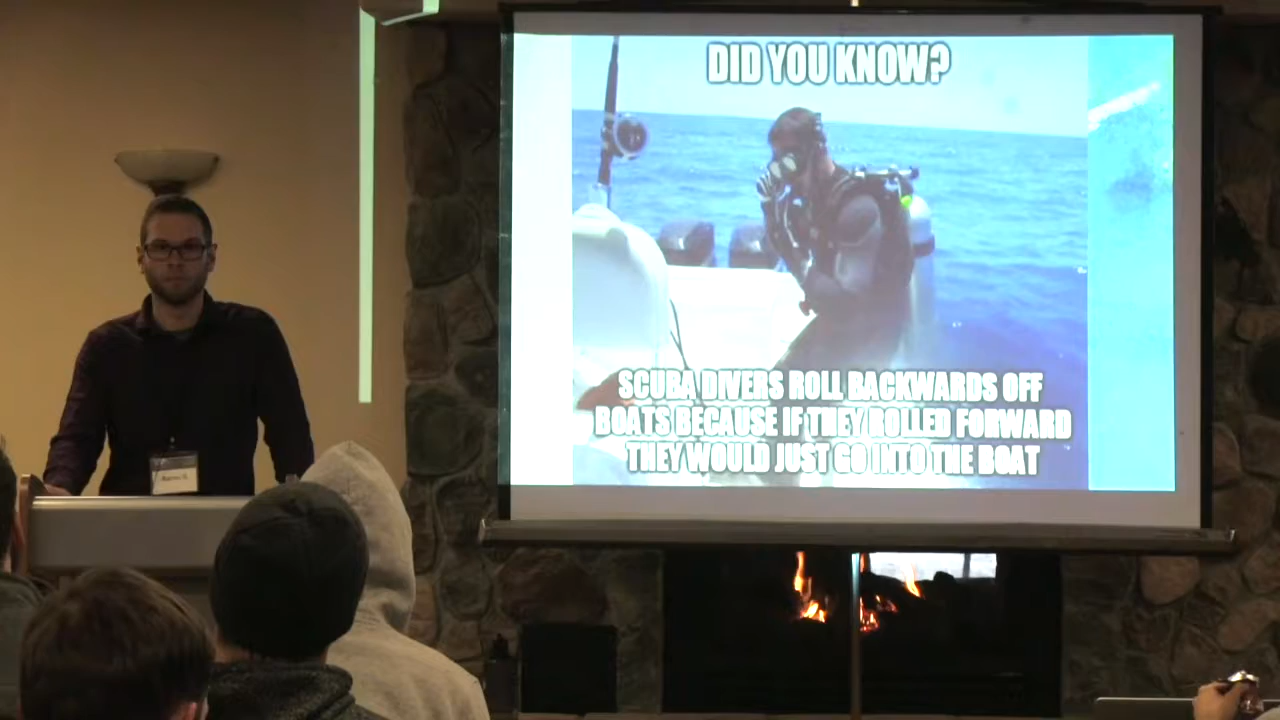 DID YOU KNOW?
SCUBA DIVERS ROLL BACKWARDS OFF
BOATS BECAUSE IF THEY ROLLED FORWARD
THEY WOULD JUST GO INTO THE BOAT